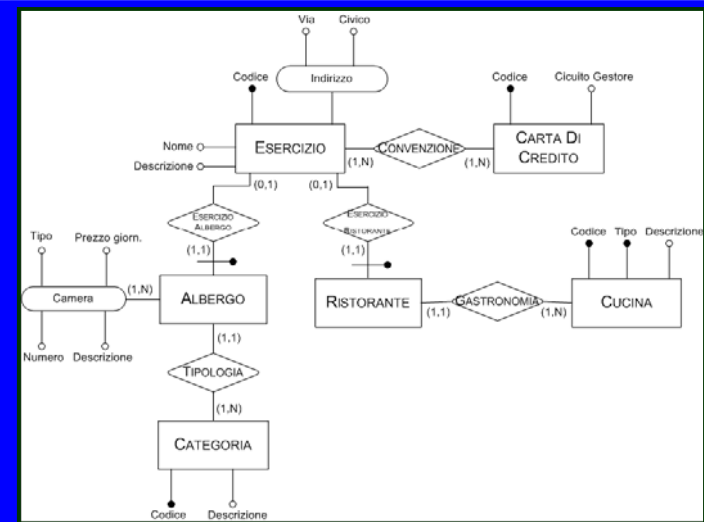 Via Civico
Indirizzo
Codice
Codice Cicuito Gestore
Nome
Descrizione
ESERCIZIO
(1,N)
CONVENZIONE
(1,N)
CARTA DI
CREDITO
(0,1)
(0,1)
ESERCIZIO
ALBERGO
ESERCIZIO
RISTORANTE
(1,1)
(1,1)
Tipo Prezzo giorn.
Codice Tipo Descrizione
Camera
(1,N)
ALBERGO
RISTORANTE
(1,1)
GASTRONOMIA
(1,N)
CUCINA
Numero Descrizione
(1,1)
TIPOLOGIA
(1,N)
CATEGORIA
Codice Descrizione